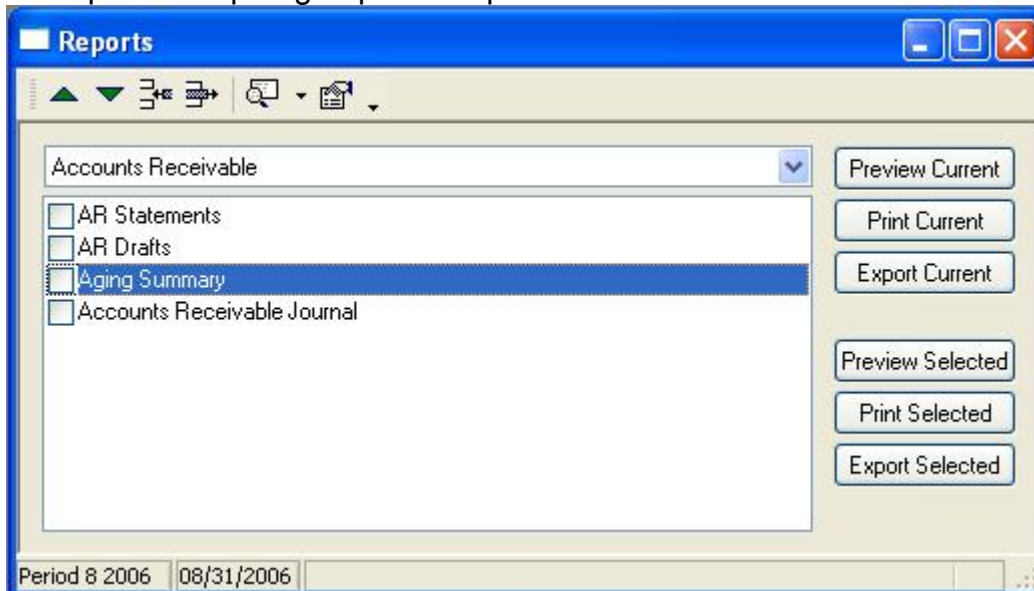 Reports
Accounts Receivable
AR Statements
AR Drafts
Aging Summary
Accounts Receivable Journal
Preview Current
Print Current
Export Current
Preview Selected
Print Selected
Export Selected
Period 8 2006 08/31/2006